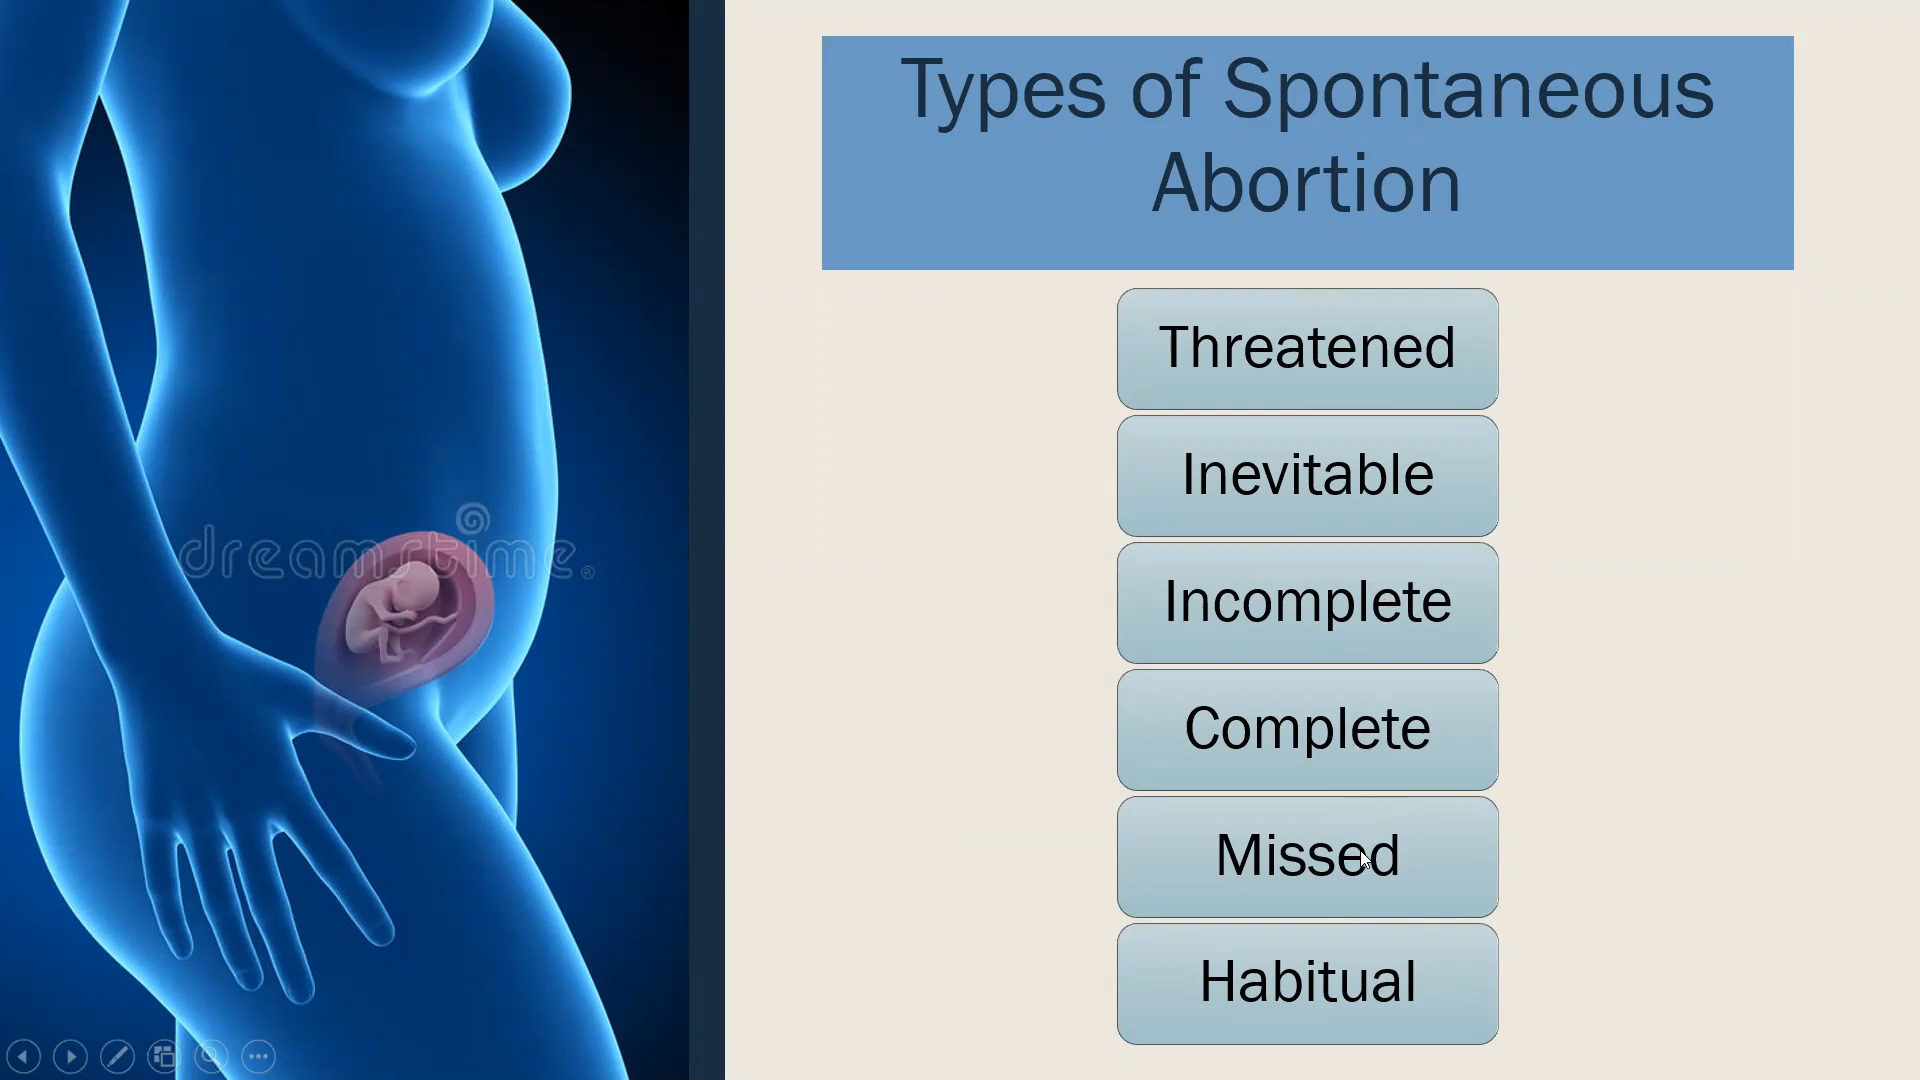 Types of Spontaneous
Abortion
Threatened
Inevitable
Incomplete
Complete
Missed
Habitual
dreamstime®